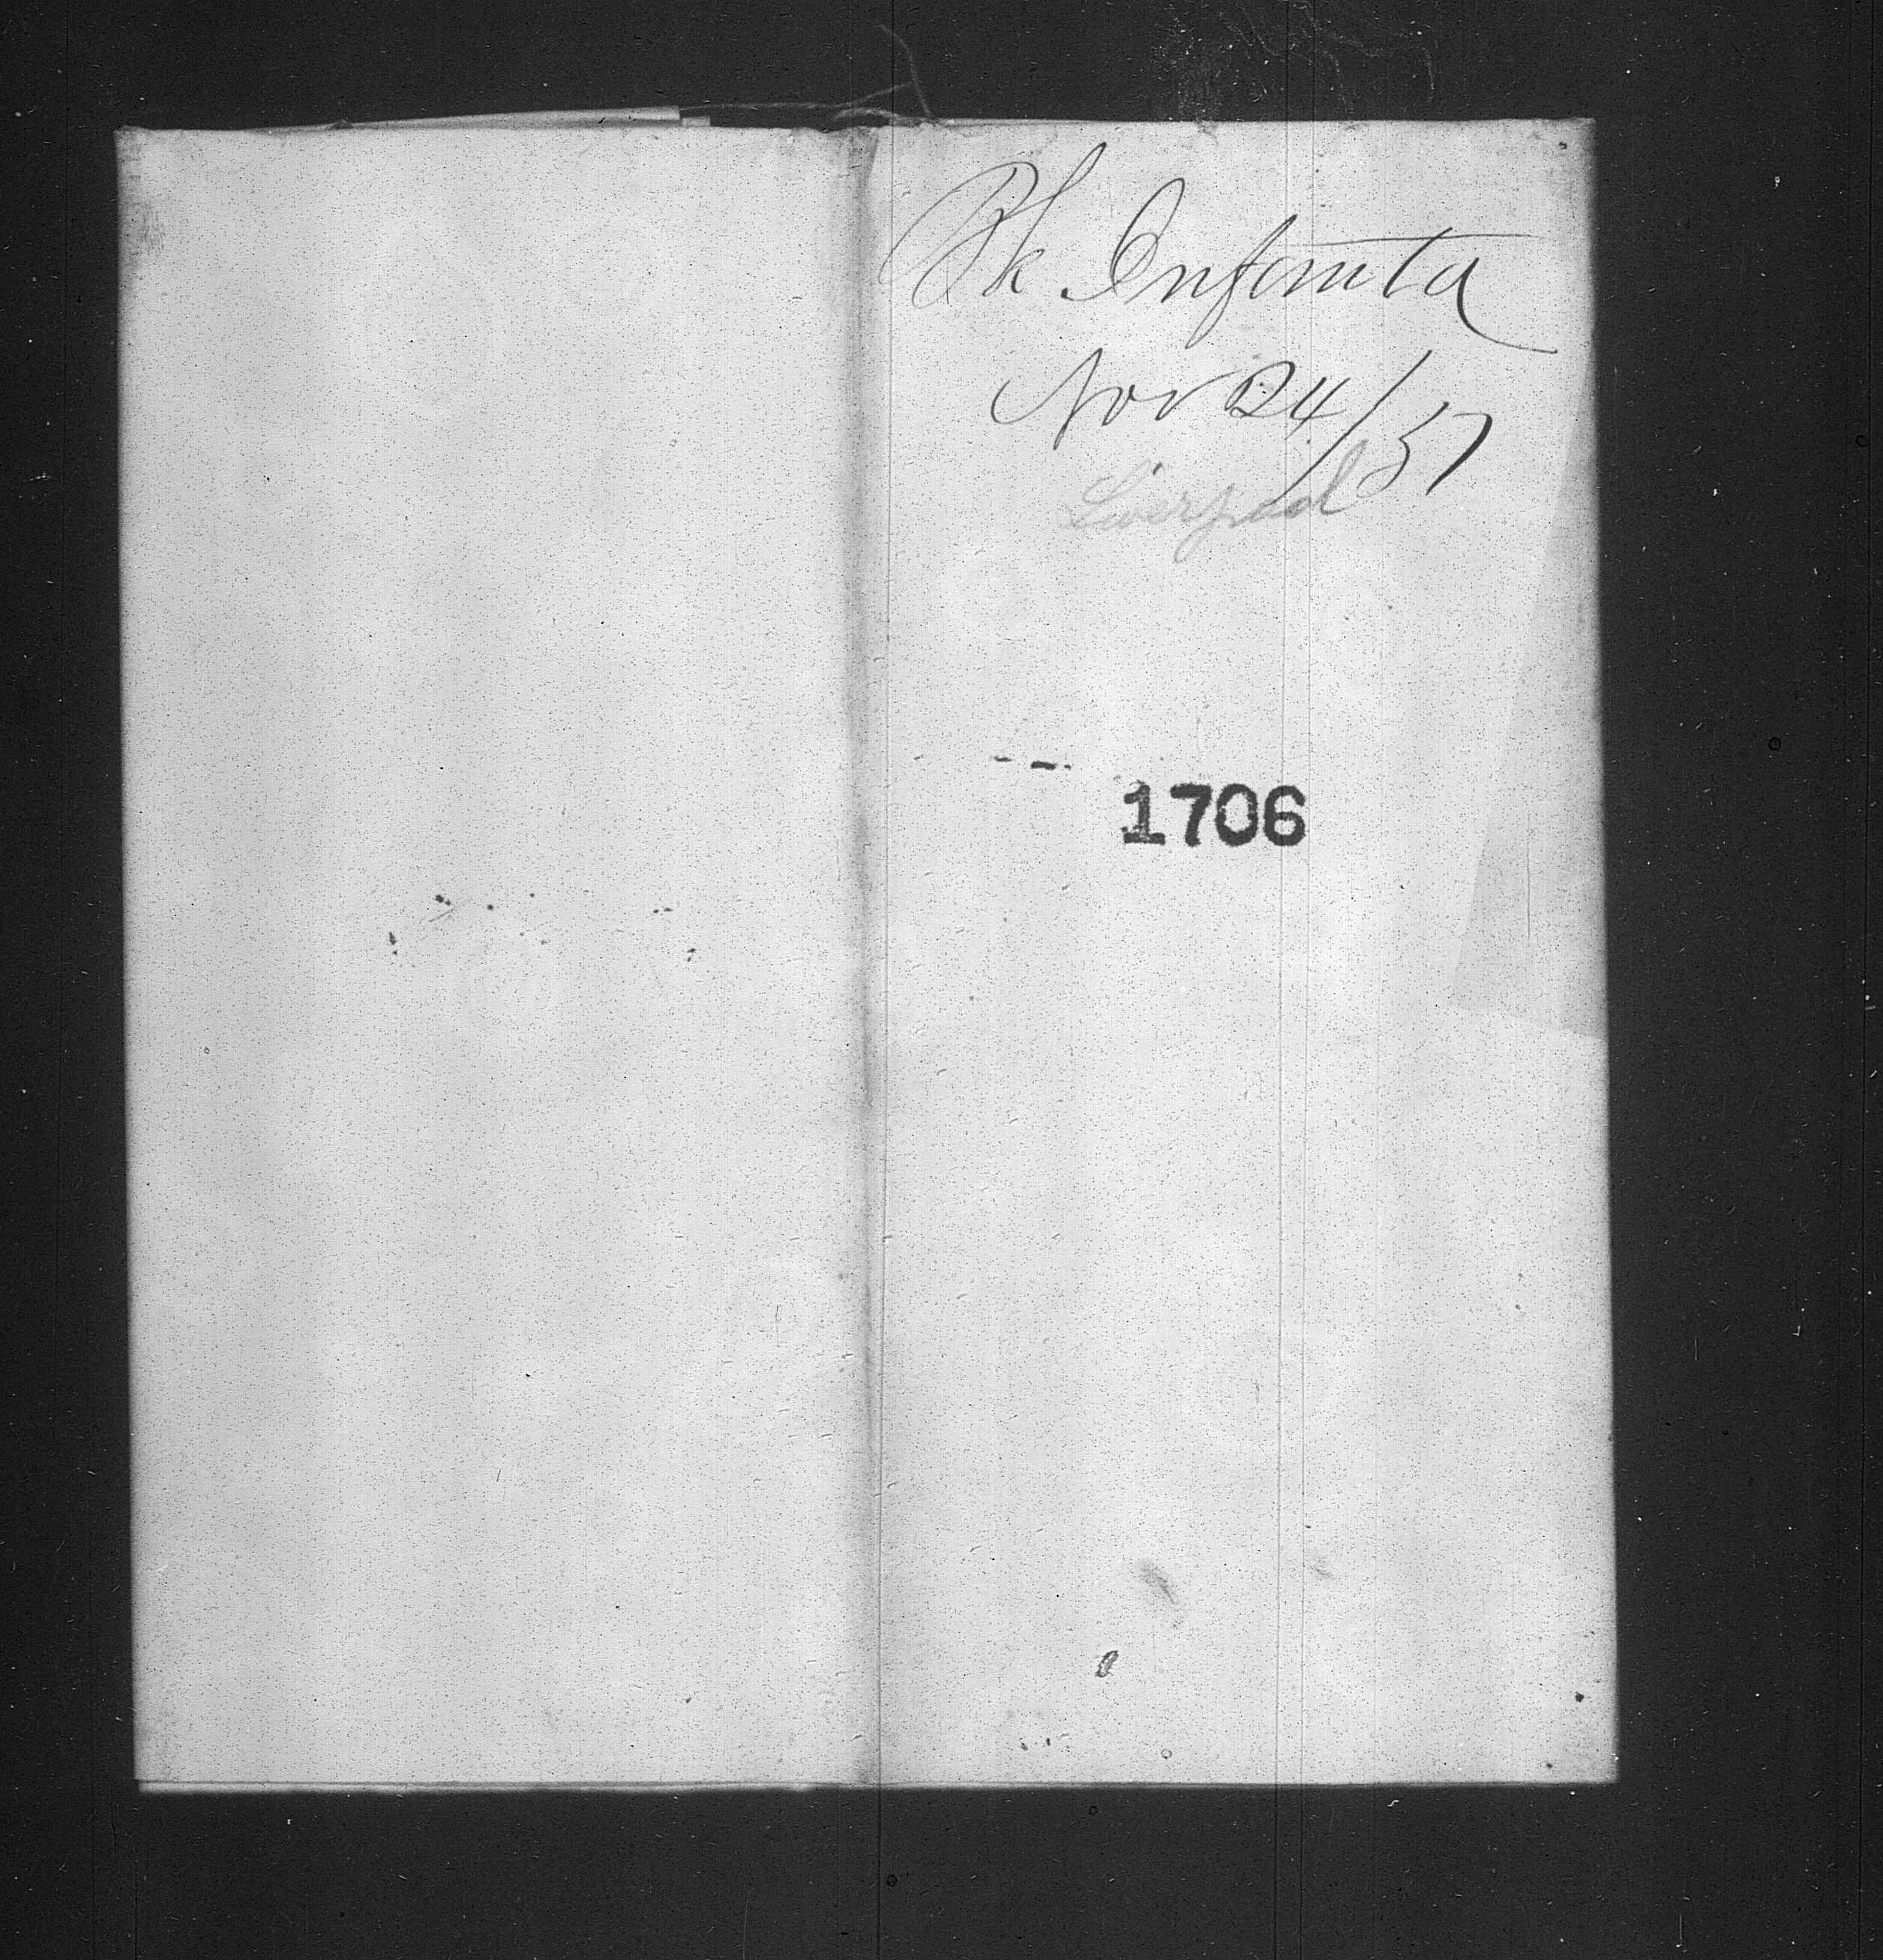 Bk Infanta
Nov 24/57
Liverpool
1706